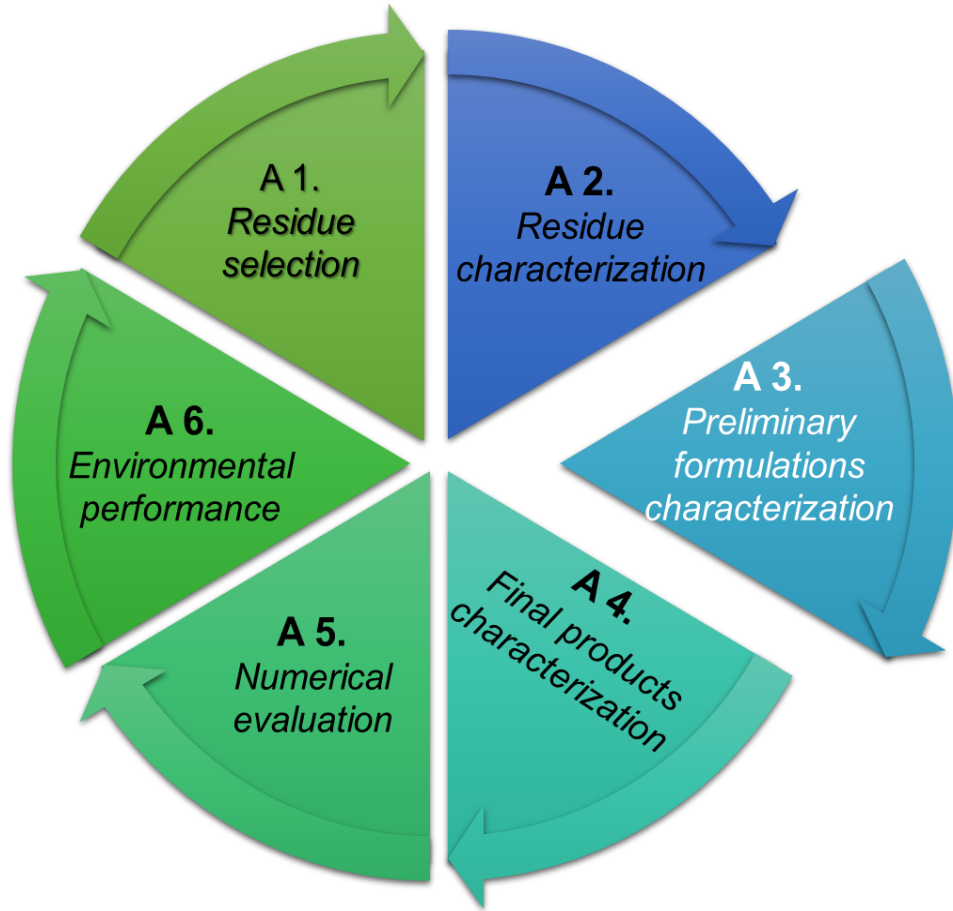 A 1.
Residue
selection
A 2.
Residue
characterization
A 3.
Preliminary
formulations
characterization
A 4.
Final products
characterization
A 5.
Numerical
evaluation
A 6.
Environmental
performance